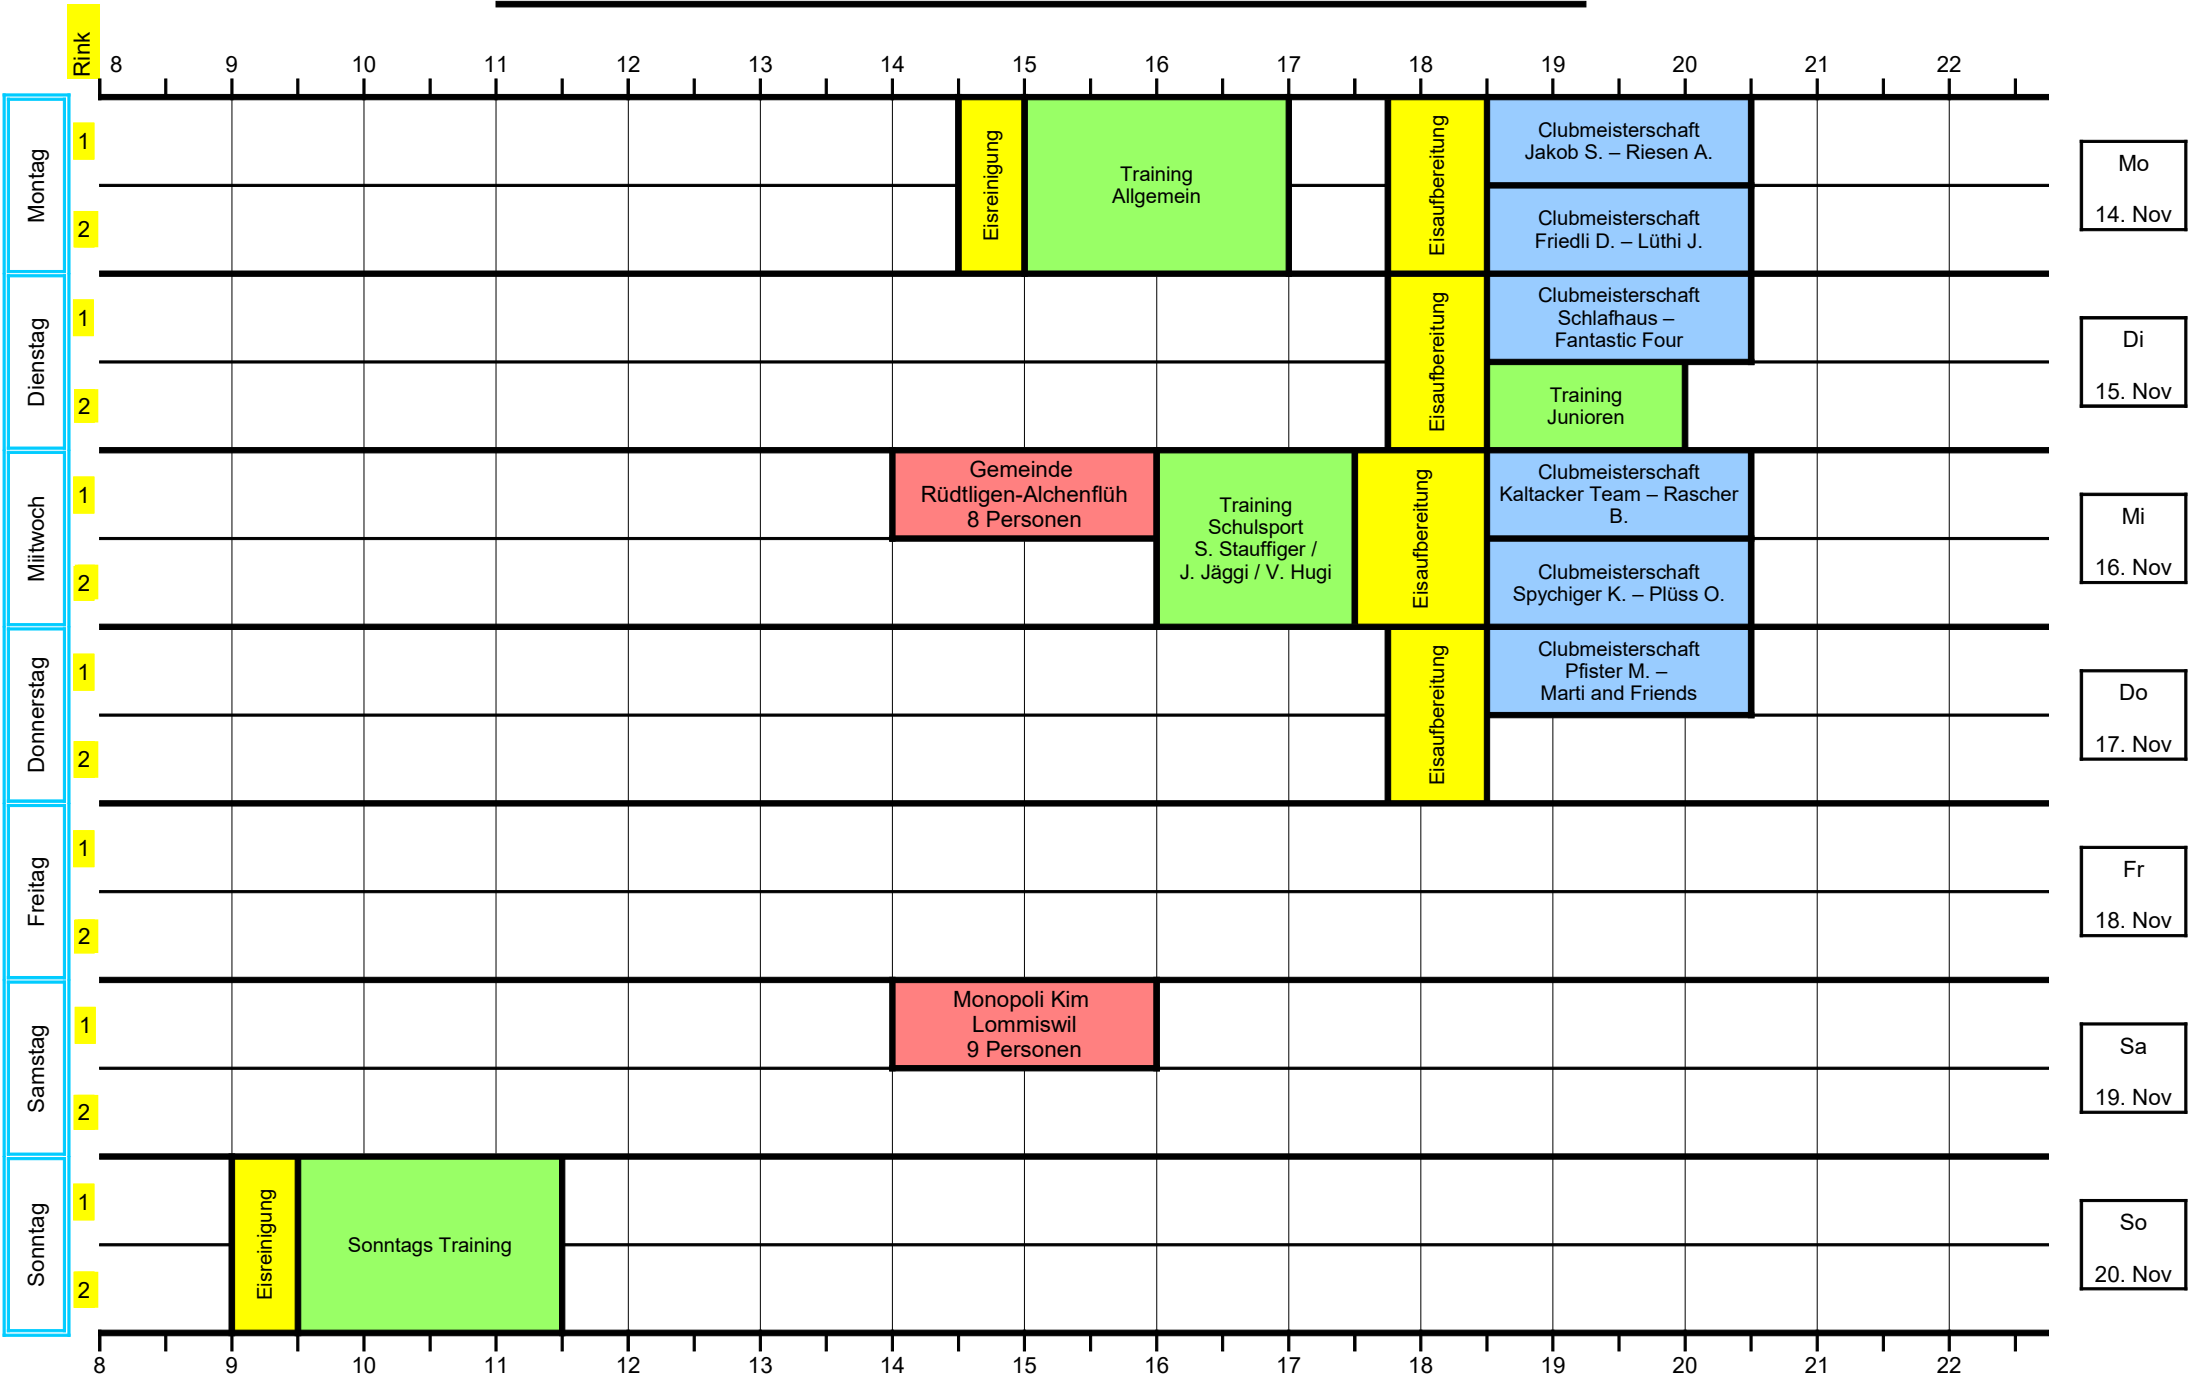 Rink
8 9 10 11 12 13 14 15 16 17 18 19 20 21 22
Montag
1
2
Eisreinigung
Training
Allgemein
Eisaufbereitung
Clubmeisterschaft
Jakob S. – Riesen A.
Clubmeisterschaft
Friedli D. – Lüthi J.
Mo
14. Nov
Dienstag
1
2
Eisaufbereitung
Clubmeisterschaft
Schlafhaus –
Fantastic Four
Training
Junioren
Di
15. Nov
Miitwoch
1
2
Gemeinde
Rüdtligen-Alchenflüh
8 Personen
Training
Schulsport
S. Stauffiger /
J. Jäggi / V. Hugi
Eisaufbereitung
Clubmeisterschaft
Kaltacker Team – Rascher
B.
Clubmeisterschaft
Spychiger K. – Plüss O.
Mi
16. Nov
Donnerstag
1
2
Eisaufbereitung
Clubmeisterschaft
Pfister M. –
Marti and Friends
Do
17. Nov
Freitag
1
2
Fr
18. Nov
Samstag
1
2
Monopoli Kim
Lommiswil
9 Personen
Sa
19. Nov
Sonntag
1
2
Eisreinigung
Sonntags Training
So
20. Nov
8 9 10 11 12 13 14 15 16 17 18 19 20 21 22